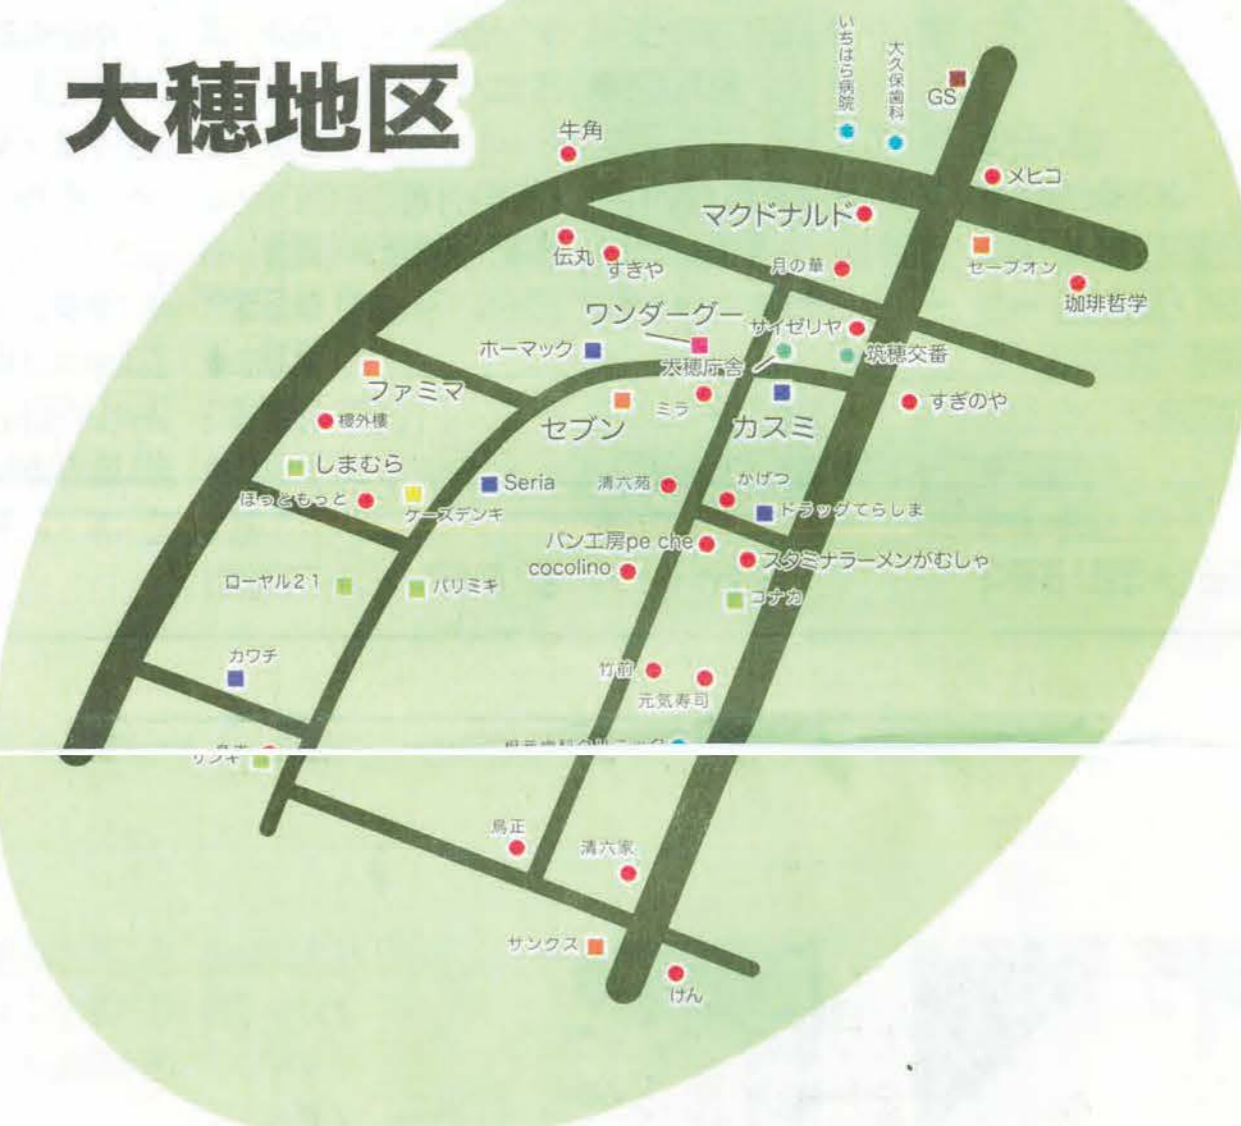 大穂地区
いちはら病院
大久保歯科
GS
牛角
メヒコ
マクドナルド
伝丸
すぎや
月の華
セーブオン
珈琲哲学
ワンダーグー
サイゼリヤ
ホーマック
大穂庁舎
筑穂交番
ファミマ
ミラ
すぎのや
樓外樓
セブン
カスミ
しまむら
Seria
清六苑
かげつ
ほっともっと
ケーズデンキ
ドラッグてらしま
パン工房pe che
cocolino
スタミナラーメンがむしゃ
ローヤル21
パリミキ
コナカ
カワチ
竹前
元気寿司
サンキ
鳥正
清六家
サンクス
けん